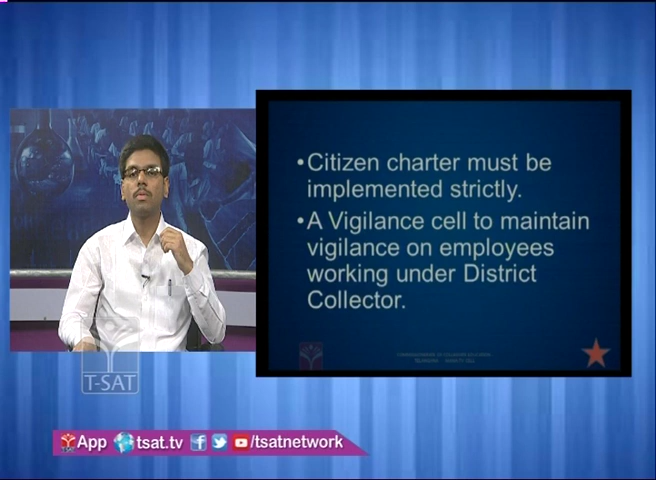 •Citizen charter must be
implemented strictly.
•A Vigilance cell to maintain
vigilance on employees
working under District
Collector.
T-SAT
App tsat.tv /tsatnetwork